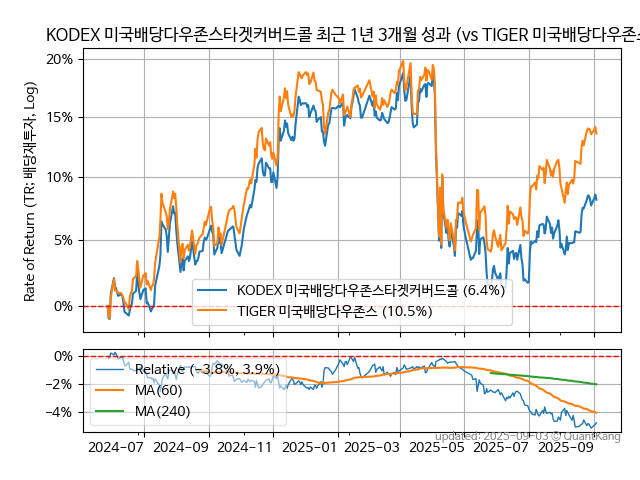 KODEX 미국배당다우존스타겟커버드콜 최근 1년 3개월 성과 (vs TIGER 미국배당다우존스
20%
15%
10%
5%
0%
Rate of Return (TR: 배당재투자, Log)
KODEX 미국배당다우존스타겟커버드콜 (6.4%)
TIGER 미국배당다우존스 (10.5%)
0%
−2%
−4%
Relative (−3.8%, 3.9%)
MA(60)
MA(240)
updated: 2025-09-03 © QuantKang
2024-07 2024-09 2024-11 2025-01 2025-03 2025-05 2025-07 2025-09